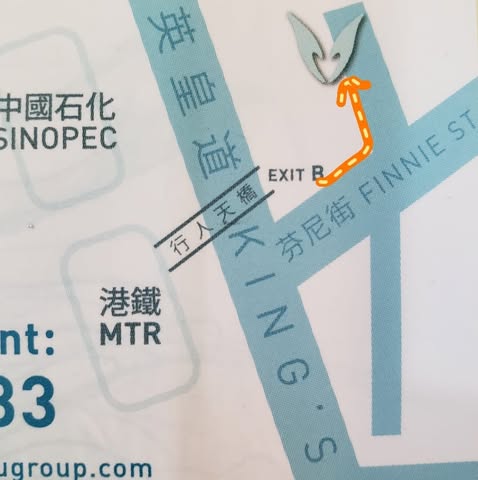 中國石化
SINOPEC
英皇道 KING'S
EXIT B
行人天橋
芬尼街 FINNIE ST
港鐵
MTR
nt:
33
ugroup.com